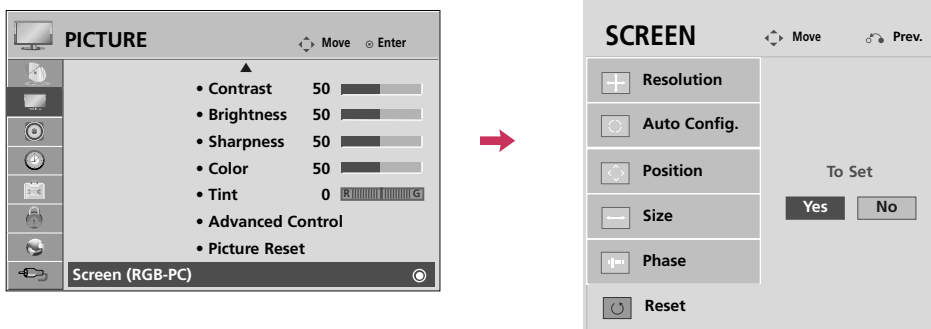 PICTURE
Move Enter
• Contrast 50
• Brightness 50
• Sharpness 50
• Color 50
• Tint 0 R G
• Advanced Control
• Picture Reset
Screen (RGB-PC)
SCREEN
Move Prev.
Resolution
Auto Config.
Position
Size
Phase
Reset
To Set
Yes No